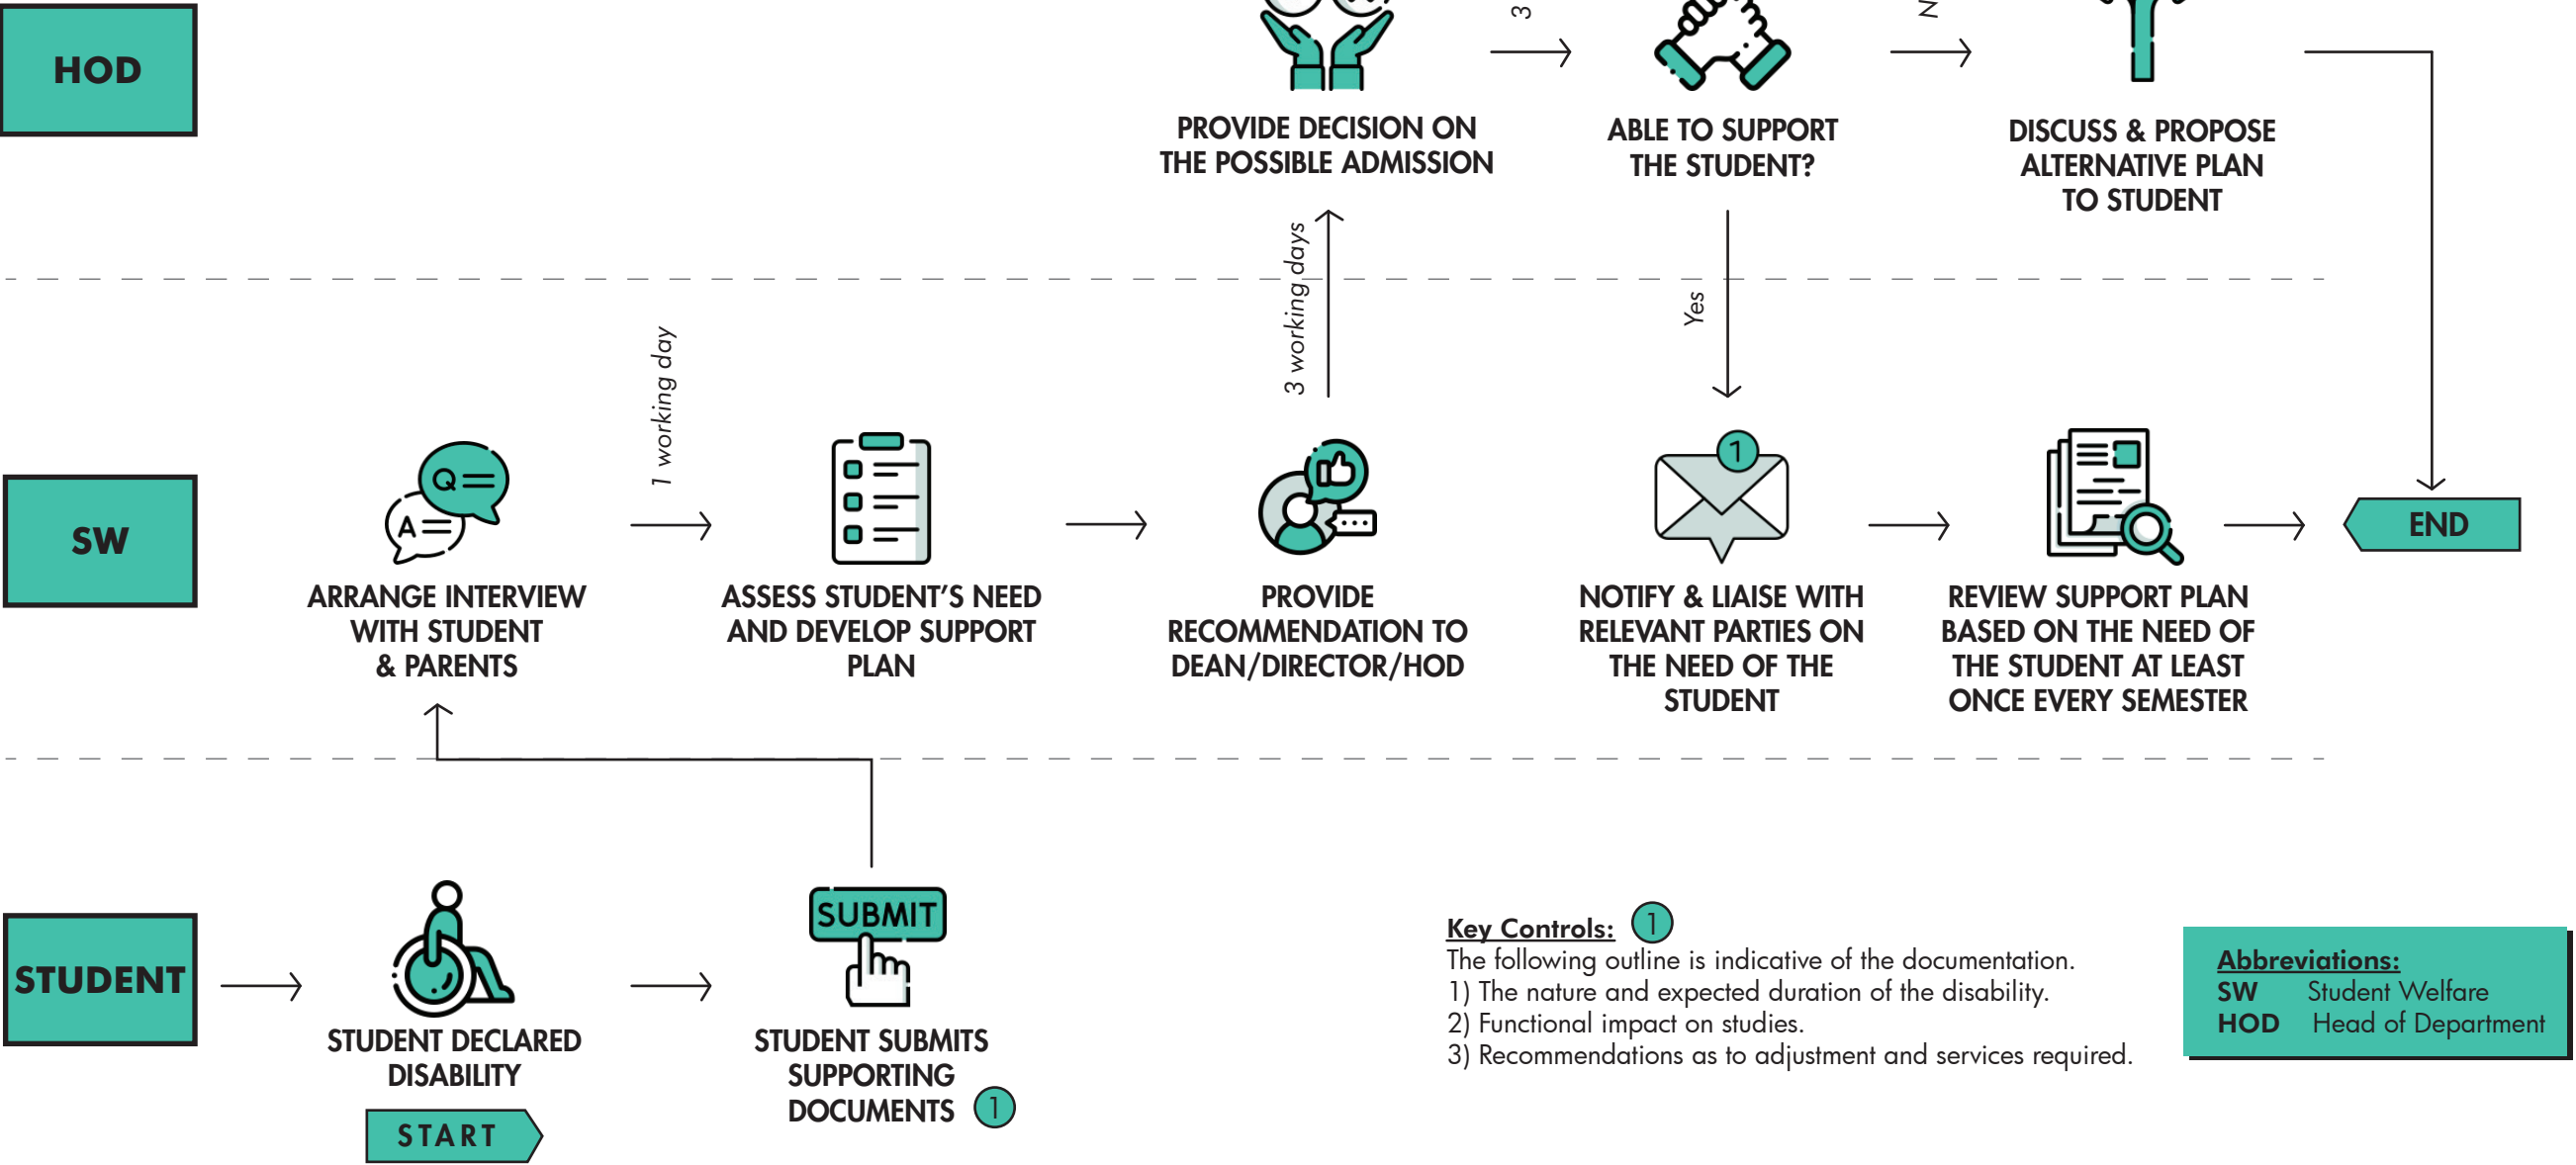 HOD
3
N
PROVIDE DECISION ON
THE POSSIBLE ADMISSION
ABLE TO SUPPORT
THE STUDENT?
DISCUSS & PROPOSE
ALTERNATIVE PLAN
TO STUDENT
3 working days
Yes
1 working day
SW
Q
A
1
END
ARRANGE INTERVIEW
WITH STUDENT
& PARENTS
ASSESS STUDENT'S NEED
AND DEVELOP SUPPORT
PLAN
PROVIDE
RECOMMENDATION TO
DEAN/DIRECTOR/HOD
NOTIFY & LIAISE WITH
RELEVANT PARTIES ON
THE NEED OF THE
STUDENT
REVIEW SUPPORT PLAN
BASED ON THE NEED OF
THE STUDENT AT LEAST
ONCE EVERY SEMESTER
STUDENT
SUBMIT
STUDENT DECLARED
DISABILITY
START
STUDENT SUBMITS
SUPPORTING
DOCUMENTS 1
Key Controls: 1
The following outline is indicative of the documentation.
1) The nature and expected duration of the disability.
2) Functional impact on studies.
3) Recommendations as to adjustment and services required.
Abbreviations:
SW Student Welfare
HOD Head of Department